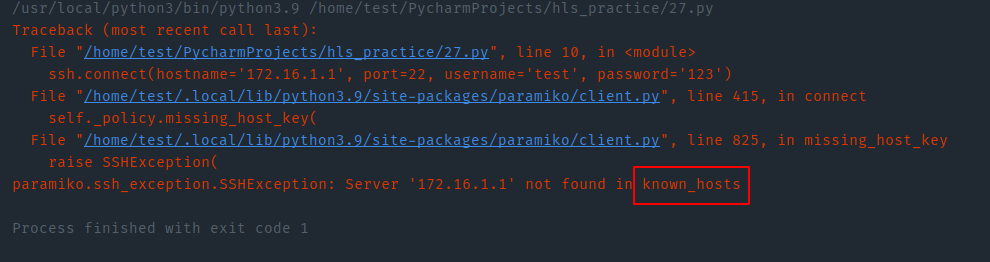 /usr/local/python3/bin/python3.9 /home/test/PycharmProjects/hls_practice/27.py
Traceback (most recent call last):
  File "/home/test/PycharmProjects/hls_practice/27.py", line 10, in <module>
    ssh.connect(hostname='172.16.1.1', port=22, username='test', password='123')
  File "/home/test/.local/lib/python3.9/site-packages/paramiko/client.py", line 415, in connect
    self._policy.missing_host_key(
  File "/home/test/.local/lib/python3.9/site-packages/paramiko/client.py", line 825, in missing_host_key
    raise SSHException(
paramiko.ssh_exception.SSHException: Server '172.16.1.1' not found in known_hosts
Process finished with exit code 1